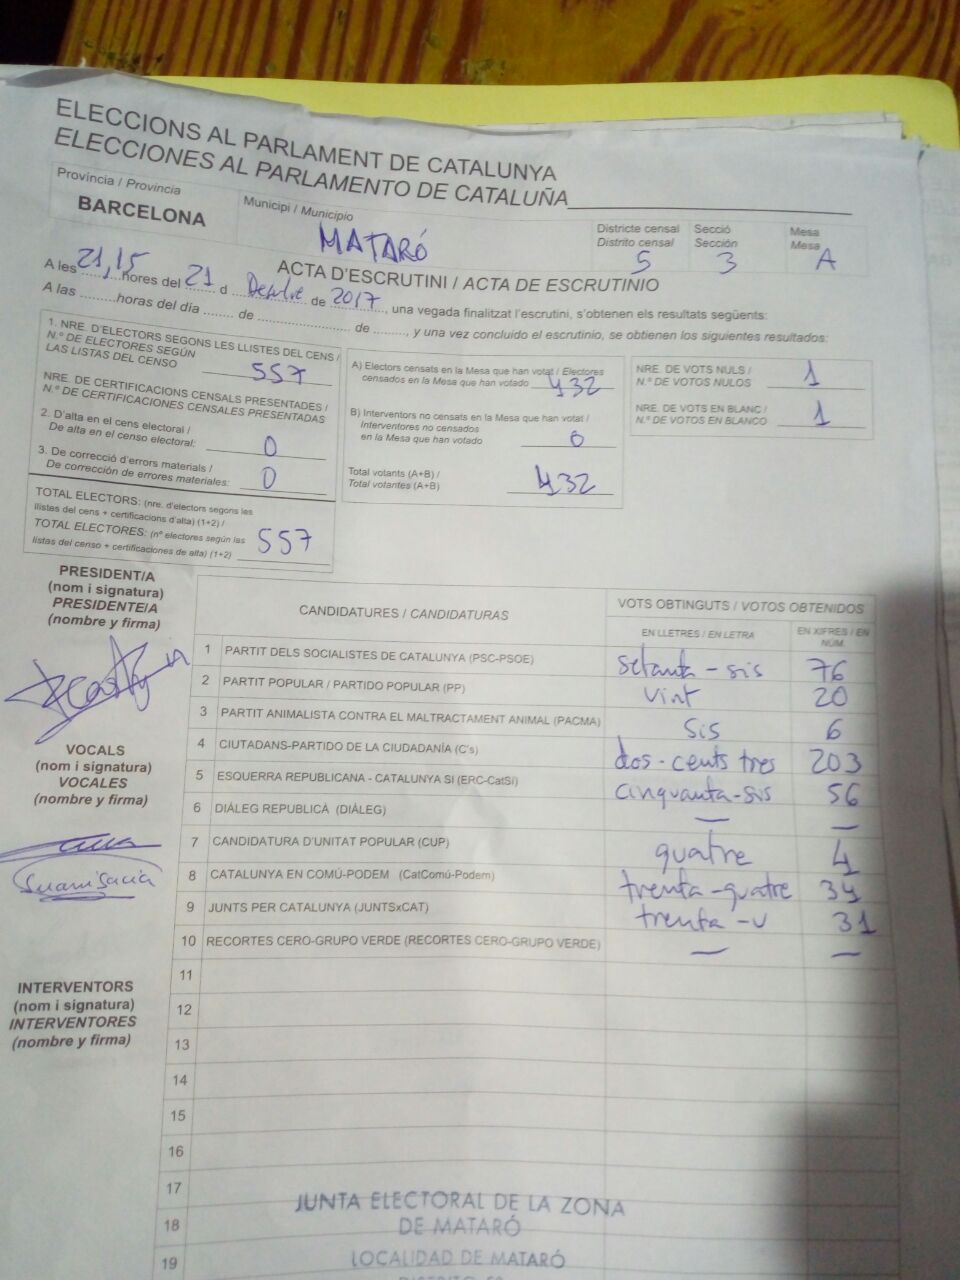 ELECCIONS AL PARLAMENT DE CATALUNYA
ELECCIONES AL PARLAMENTO DE CATALUÑA
Província / Provincia
BARCELONA
Municipi / Municipio
MATARÓ
Districte censal
Distrito censal
5
Secció
Sección
3
Mesa
Mesa
A
ACTA D'ESCRUTINI / ACTA DE ESCRUTINIO
A les 21,15 hores del 21 d de 2017, una vegada finalitzat l'escrutini, s'obtenen els resultats següents:
A las ......... horas del día ........ de ........................ de ........, y una vez concluido el escrutinio, se obtienen los siguientes resultados:
1. NRE. D'ELECTORS SEGONS LES LLISTES DEL CENS /
N.º DE ELECTORES SEGÚN
LAS LISTAS DEL CENSO
557
NRE. DE CERTIFICACIONS CENSALS PRESENTADES /
N.º DE CERTIFICACIONES CENSALES PRESENTADAS
2. D'alta en el cens electoral /
De alta en el censo electoral:
0
3. De correcció d'errors materials /
De corrección de errores materiales:
0
TOTAL ELECTORS: (nre. d'electors segons les
llistes del cens + certificacions d'alta) (1+2) /
TOTAL ELECTORES: (nº electores según las
listas del censo + certificaciones de alta) (1+2)
557
A) Electors censats en la Mesa que han votat / Electores
censados en la Mesa que han votado
432
B) Interventors no censats en la Mesa que han votat /
Interventores no censados
en la Mesa que han votado
0
Total votants (A+B) /
Total votantes (A+B)
432
NRE. DE VOTS NULS /
N.º DE VOTOS NULOS
1
NRE. DE VOTS EN BLANC /
N.º DE VOTOS EN BLANCO
1
PRESIDENT/A
(nom i signatura)
PRESIDENTE/A
(nombre y firma)
VOCALS
(nom i signatura)
VOCALES
(nombre y firma)
INTERVENTORS
(nom i signatura)
INTERVENTORES
(nombre y firma)
CANDIDATURES / CANDIDATURAS
VOTS OBTINGUTS / VOTOS OBTENIDOS
EN LLETRES / EN LETRA
EN XIFRES / EN
NÚM.
1 PARTIT DELS SOCIALISTES DE CATALUNYA (PSC-PSOE) setanta-sis 76
2 PARTIT POPULAR / PARTIDO POPULAR (PP) vint 20
3 PARTIT ANIMALISTA CONTRA EL MALTRACTAMENT ANIMAL (PACMA) sis 6
4 CIUTADANS-PARTIDO DE LA CIUDADANÍA (C's) dos-cents tres 203
5 ESQUERRA REPUBLICANA - CATALUNYA SÍ (ERC-CatSí) cinquanta-sis 56
6 DIÀLEG REPUBLICÀ (DIÀLEG) — —
7 CANDIDATURA D'UNITAT POPULAR (CUP) quatre 4
8 CATALUNYA EN COMÚ-PODEM (CatComú-Podem) trenta-quatre 34
9 JUNTS PER CATALUNYA (JUNTSxCAT) trenta-u 31
10 RECORTES CERO-GRUPO VERDE (RECORTES CERO-GRUPO VERDE) — —
11
12
13
14
15
16
17
18
19
JUNTA ELECTORAL DE LA ZONA
DE MATARÓ
LOCALIDAD DE MATARÓ